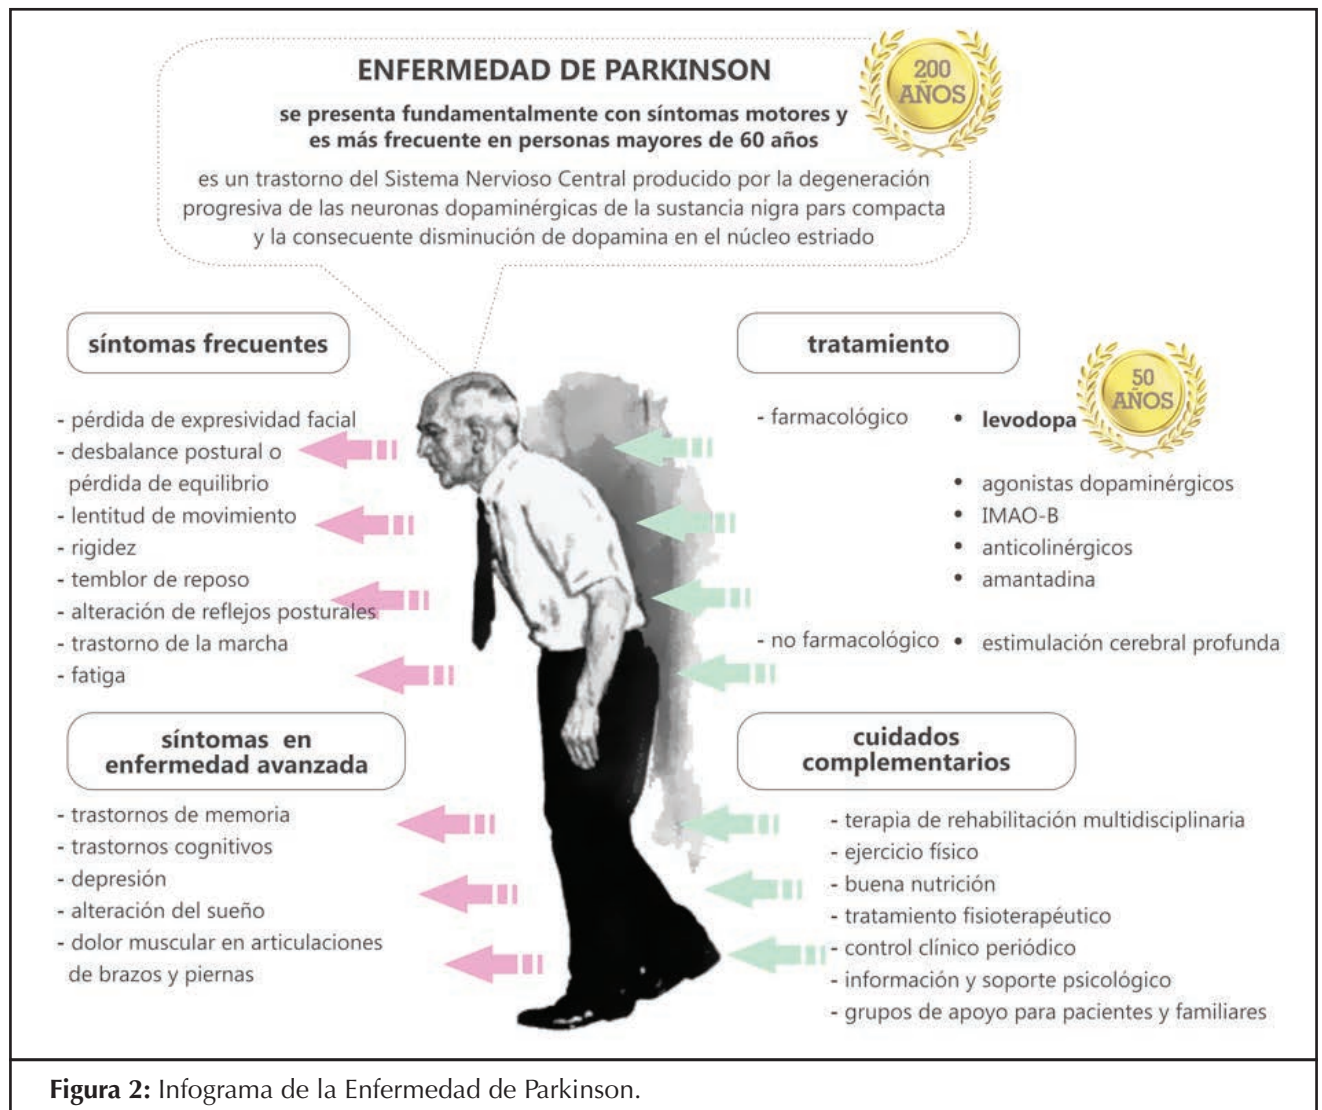 ENFERMEDAD DE PARKINSON
200
AÑOS
se presenta fundamentalmente con síntomas motores y
es más frecuente en personas mayores de 60 años
es un trastorno del Sistema Nervioso Central producido por la degeneración
progresiva de las neuronas dopaminérgicas de la sustancia nigra pars compacta
y la consecuente disminución de dopamina en el núcleo estriado
síntomas frecuentes
- pérdida de expresividad facial
- desbalance postural o
pérdida de equilibrio
- lentitud de movimiento
- rigidez
- temblor de reposo
- alteración de reflejos posturales
- trastorno de la marcha
- fatiga
síntomas en
enfermedad avanzada
- trastornos de memoria
- trastornos cognitivos
- depresión
- alteración del sueño
- dolor muscular en articulaciones
de brazos y piernas
tratamiento
- farmacológico
• levodopa
50
AÑOS
• agonistas dopaminérgicos
• IMAO-B
• anticolinérgicos
• amantadina
- no farmacológico • estimulación cerebral profunda
cuidados
complementarios
- terapia de rehabilitación multidisciplinaria
- ejercicio físico
- buena nutrición
- tratamiento fisioterapéutico
- control clínico periódico
- información y soporte psicológico
- grupos de apoyo para pacientes y familiares
Figura 2: Infograma de la Enfermedad de Parkinson.